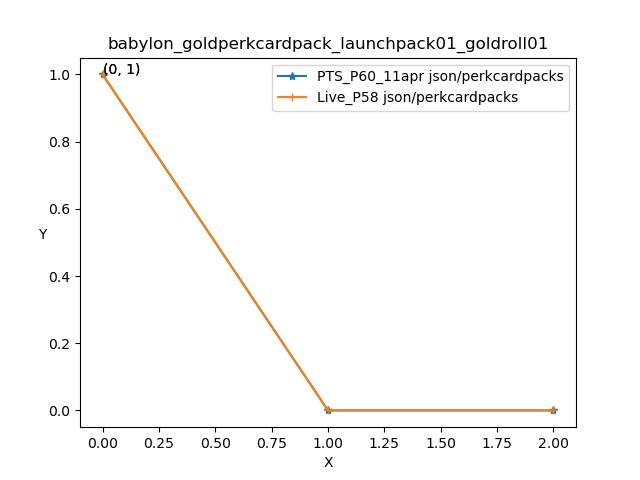 babylon_goldperkcardpack_launchpack01_goldroll01
(0, 1)
PTS_P60_11apr json/perkcardpacks
Live_P58 json/perkcardpacks
1.0
0.8
0.6
0.4
0.2
0.0
Y
0.00 0.25 0.50 0.75 1.00 1.25 1.50 1.75 2.00
X